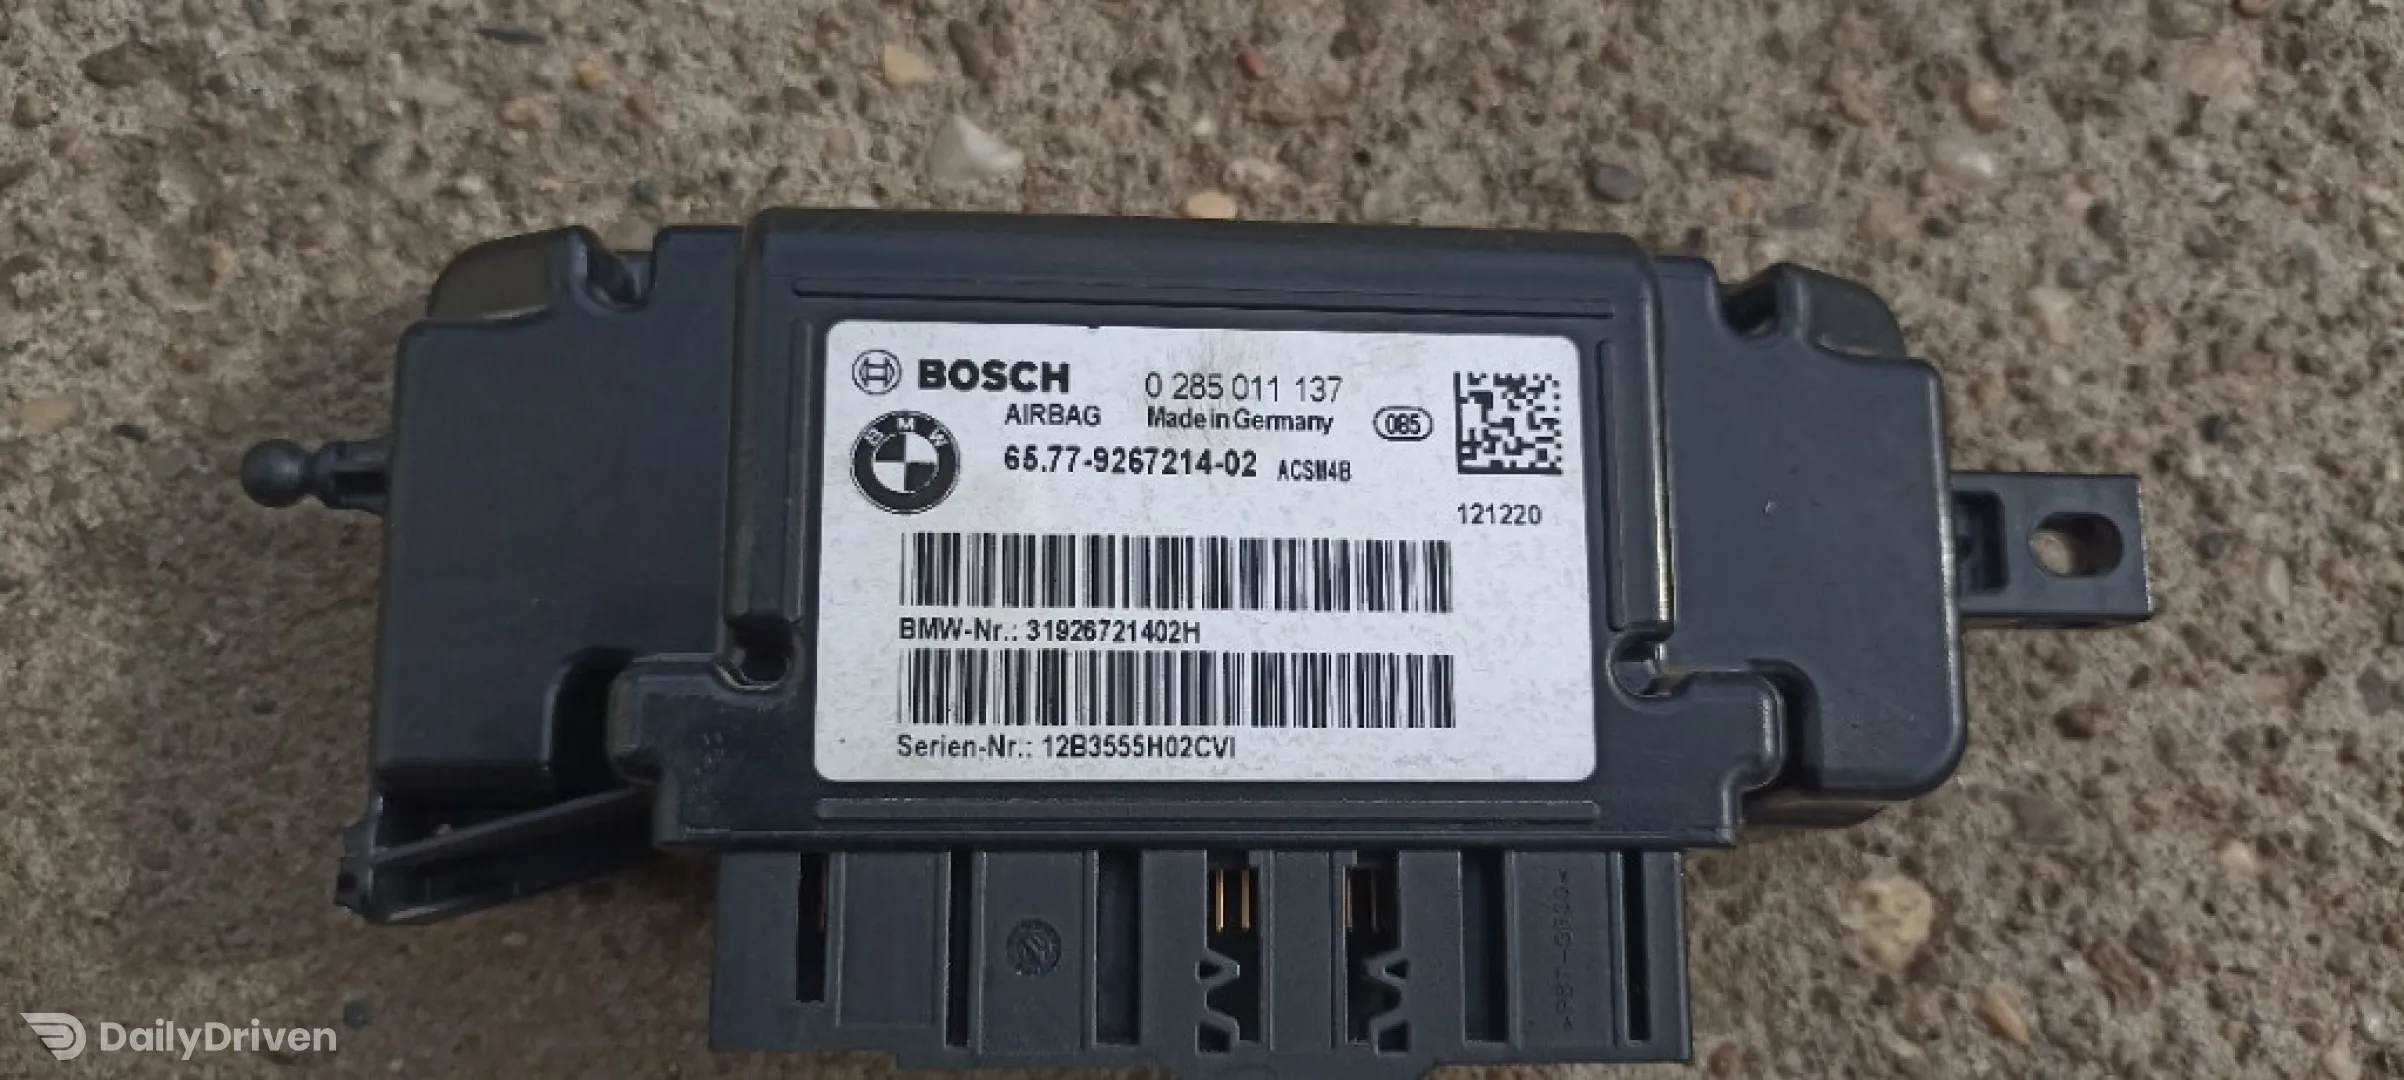 BOSCH 0 285 011 137
AIRBAG Made in Germany 085
BMW
65.77-9267214-02 ACSM4B
121220
BMW-Nr.: 31926721402H
Serien-Nr.: 12B3555H02CVI
DailyDriven